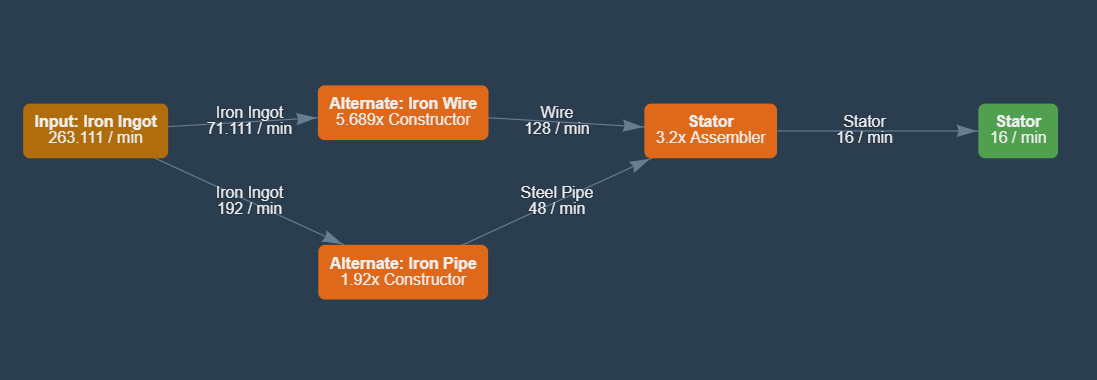 Input: Iron Ingot
263.111 / min
Iron Ingot
71.111 / min
Alternate: Iron Wire
5.689x Constructor
Wire
128 / min
Stator
3.2x Assembler
Stator
16 / min
Stator
16 / min
Iron Ingot
192 / min
Steel Pipe
48 / min
Alternate: Iron Pipe
1.92x Constructor